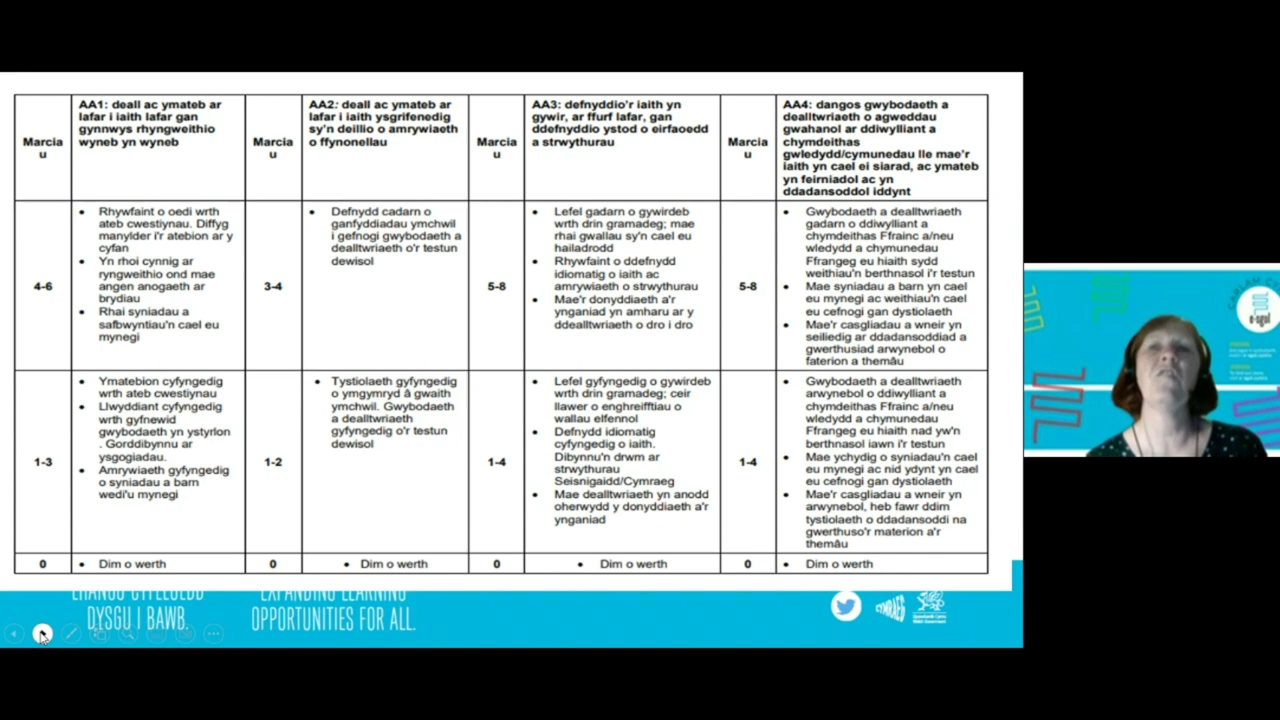 Marcia
u
AA1: deall ac ymateb ar
lafar i iaith lafar gan
gynnwys rhyngweithio
wyneb yn wyneb
Marcia
u
AA2: deall ac ymateb ar
lafar i iaith ysgrifenedig
sy'n deillio o amrywiaeth
o ffynonellau
Marcia
u
AA3: defnyddio'r iaith yn
gywir, ar ffurf lafar, gan
ddefnyddio ystod o eirfaoedd
a strwythurau
Marcia
u
AA4: dangos gwybodaeth a
dealltwriaeth o agweddau
gwahanol ar ddiwylliant a
chymdeithas
gwledydd/cymunedau lle mae'r
iaith yn cael ei siarad, ac ymateb
yn feirniadol ac yn
ddadansoddol iddynt
4-6
• Rhywfaint o oedi wrth
ateb cwestiynau. Diffyg
manylder i'r atebion ar y
cyfan
• Yn rhoi cynnig ar
ryngweithio ond mae
angen anogaeth ar
brydiau
• Rhai syniadau a
safbwyntiau'n cael eu
mynegi
3-4
• Defnydd cadarn o
ganfyddiadau ymchwil
i gefnogi gwybodaeth a
dealltwriaeth o'r testun
dewisol
5-8
• Lefel gadarn o gywirdeb
wrth drin gramadeg; mae
rhai gwallau sy'n cael eu
hailadrodd
• Rhywfaint o ddefnydd
idiomatig o iaith ac
amrywiaeth o strwythurau
• Mae'r donyddiaeth a'r
ynganiad yn amharu ar y
ddealltwriaeth o dro i dro
5-8
• Gwybodaeth a dealltwriaeth
gadarn o ddiwylliant a
chymdeithas Ffrainc a/neu
wledydd a chymunedau
Ffrangeg eu hiaith sydd
weithiau'n berthnasol i'r testun
• Mae syniadau a barn yn cael
eu mynegi ac weithiau'n cael
eu cefnogi gan dystiolaeth
• Mae'r casgliadau a wneir yn
seiliedig ar ddadansoddiad a
gwerthusiad arwynebol o
faterion a themâu
1-3
• Ymatebion cyfyngedig
wrth ateb cwestiynau
• Llwyddiant cyfyngedig
wrth gyfnewid
gwybodaeth yn ystyrlon
. Gorddibynnu ar
ysgogiadau.
• Amrywiaeth gyfyngedig
o syniadau a barn
wedi'u mynegi
1-2
• Tystiolaeth gyfyngedig
o ymgymryd â gwaith
ymchwil. Gwybodaeth
a dealltwriaeth
gyfyngedig o'r testun
dewisol
1-4
• Lefel gyfyngedig o gywirdeb
wrth drin gramadeg; ceir
llawer o enghreifftiau o
wallau elfennol
• Defnydd idiomatig
cyfyngedig o iaith.
Dibynnu'n drwm ar
strwythurau
Seisnigaidd/Cymraeg
• Mae dealltwriaeth yn anodd
oherwydd y donyddiaeth a'r
ynganiad
1-4
• Gwybodaeth a dealltwriaeth
arwynebol o ddiwylliant a
chymdeithas Ffrainc a/neu
wledydd a chymunedau
Ffrangeg eu hiaith nad yw'n
berthnasol iawn i'r testun
• Mae ychydig o syniadau'n cael
eu mynegi ac nid ydynt yn cael
eu cefnogi gan dystiolaeth
• Mae'r casgliadau a wneir yn
arwynebol, heb fawr ddim
tystiolaeth o ddadansoddi na
gwerthuso'r materion a'r
themâu
0
• Dim o werth
0
• Dim o werth
0
• Dim o werth
0
• Dim o werth
EHANGU CYFLEOEDD
DYSGU I BAWB.
EXPANDING LEARNING
OPPORTUNITIES FOR ALL.
CYMRAEG
Llywodraeth Cymru
Welsh Government
e-sgol